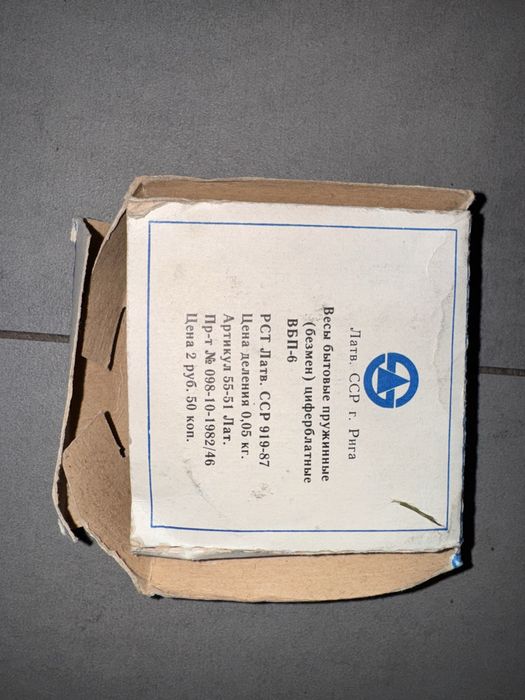 Латв. ССР г. Рига
Весы бытовые пружинные
(безмен) циферблатные
ВБП-6
РСТ Латв. ССР 919-87
Цена деления 0,05 кг.
Артикул 55-51 Лат.
Пр-т № 098-10-1982/46
Цена 2 руб. 50 коп.